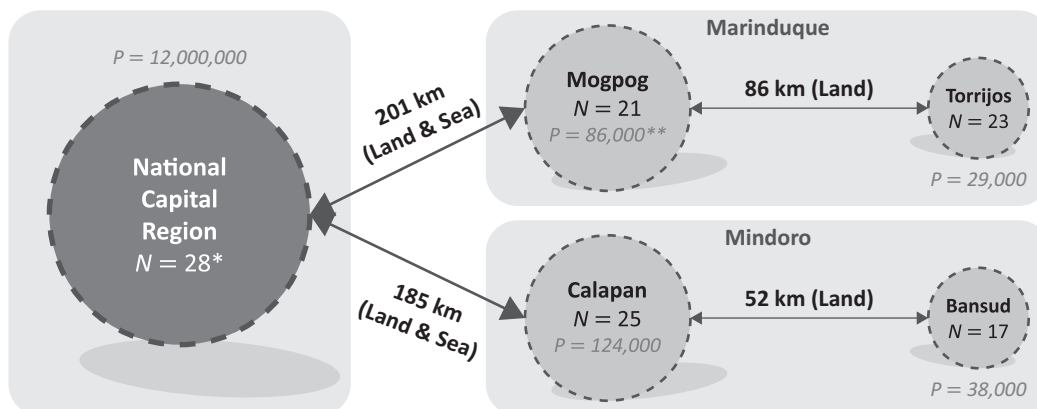 P = 12,000,000
National
Capital
Region
N = 28*
201 km
(Land & Sea)
185 km
(Land & Sea)
Marinduque
Mogpog
N = 21
P = 86,000**
86 km (Land)
Torrijos
N = 23
P = 29,000
Mindoro
Calapan
N = 25
P = 124,000
52 km (Land)
Bansud
N = 17
P = 38,000